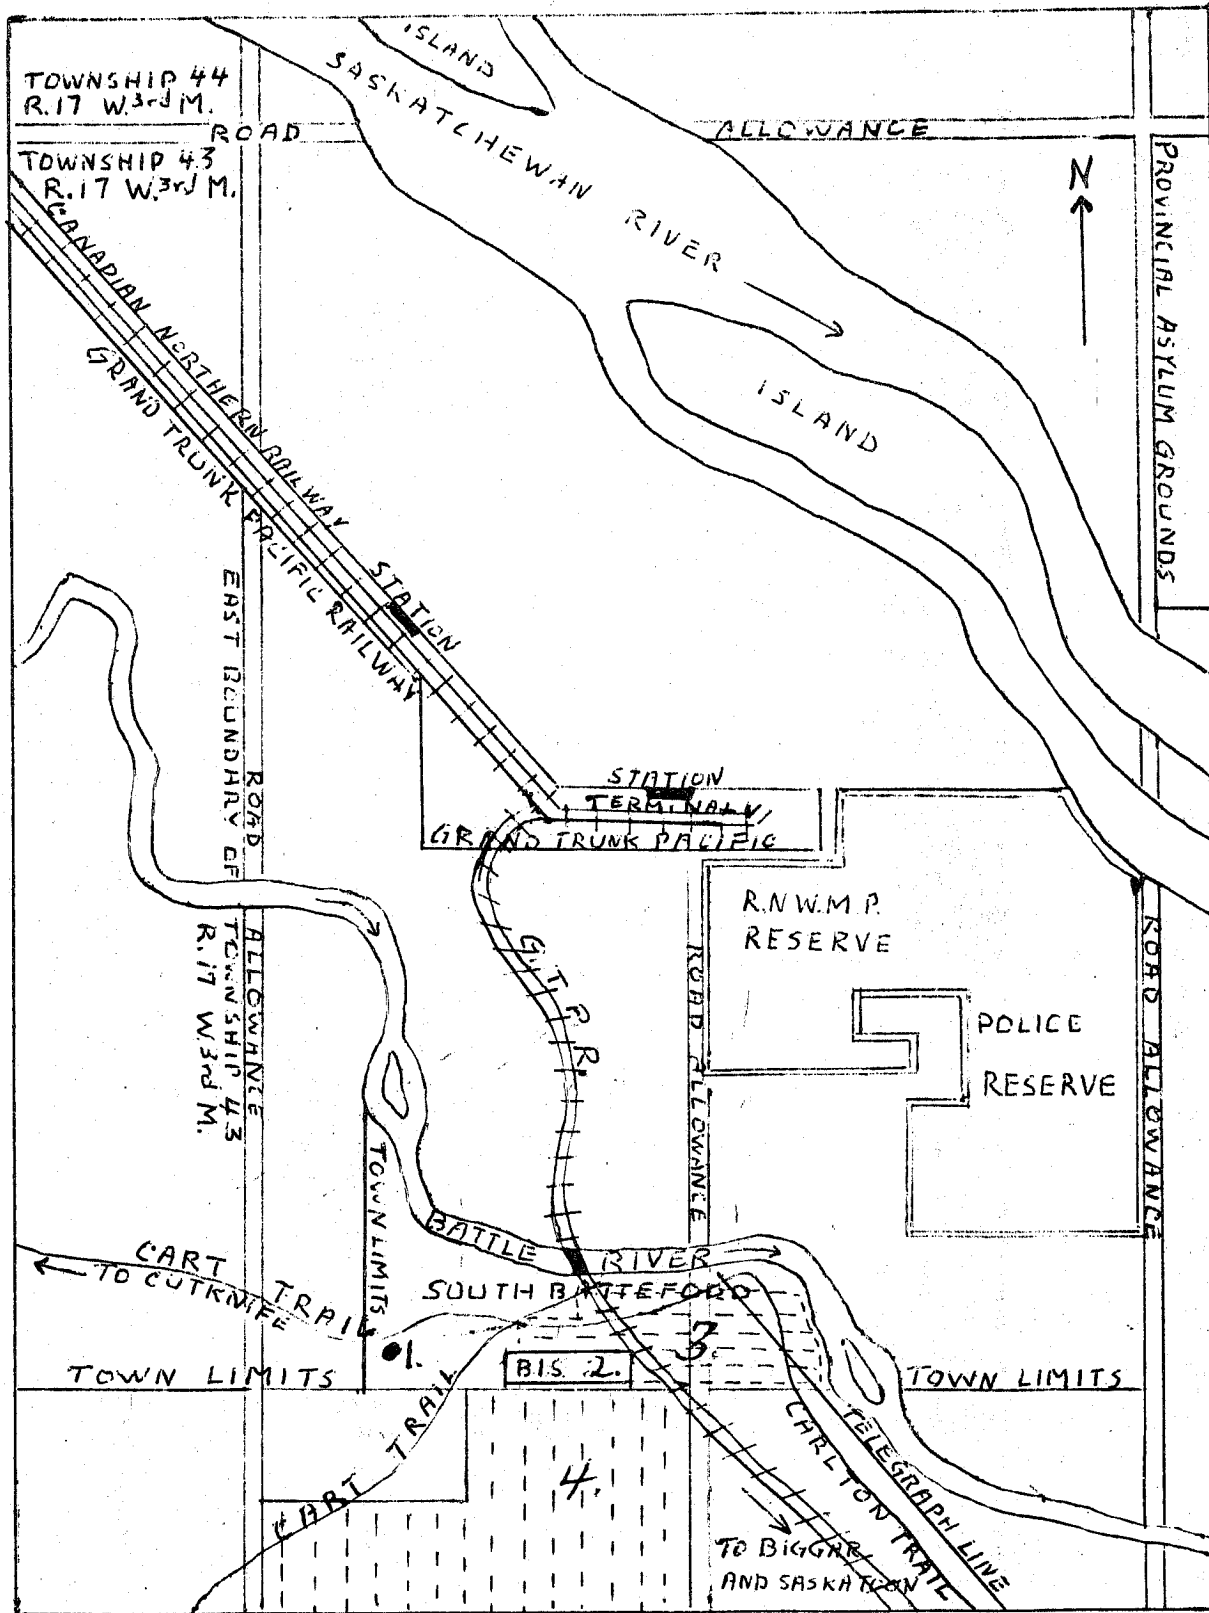 ISLAND
SASKATCHEWAN RIVER
TOWNSHIP 44
R.17 W.3rd M.
ROAD ALLOWANCE
TOWNSHIP 43
R.17 W.3rd M.
N
PROVINCIAL ASYLUM GROUNDS
CANADIAN NORTHERN RAILWAY
GRAND TRUNK PACIFIC RAILWAY
ISLAND
STATION
EAST BOUNDARY OF TOWNSHIP 43
R.17 W.3rd M.
ROAD ALLOWANCE
STATION
TERMINAL
GRAND TRUNK PACIFIC
R.N.W.M.P.
RESERVE
G.T.P.R.
ROAD ALLOWANCE
POLICE
RESERVE
ROAD ALLOWANCE
TOWN LIMITS
BATTLE RIVER
CART TRAIL
TO CUTKNIFE
SOUTH BATTEFORD
1.
B.I.S. 2.
3.
TOWN LIMITS
TOWN LIMITS
CART TRAIL
4.
CARLTON TRAIL
TELEGRAPH LINE
TO BIGGAR
AND SASKATOON